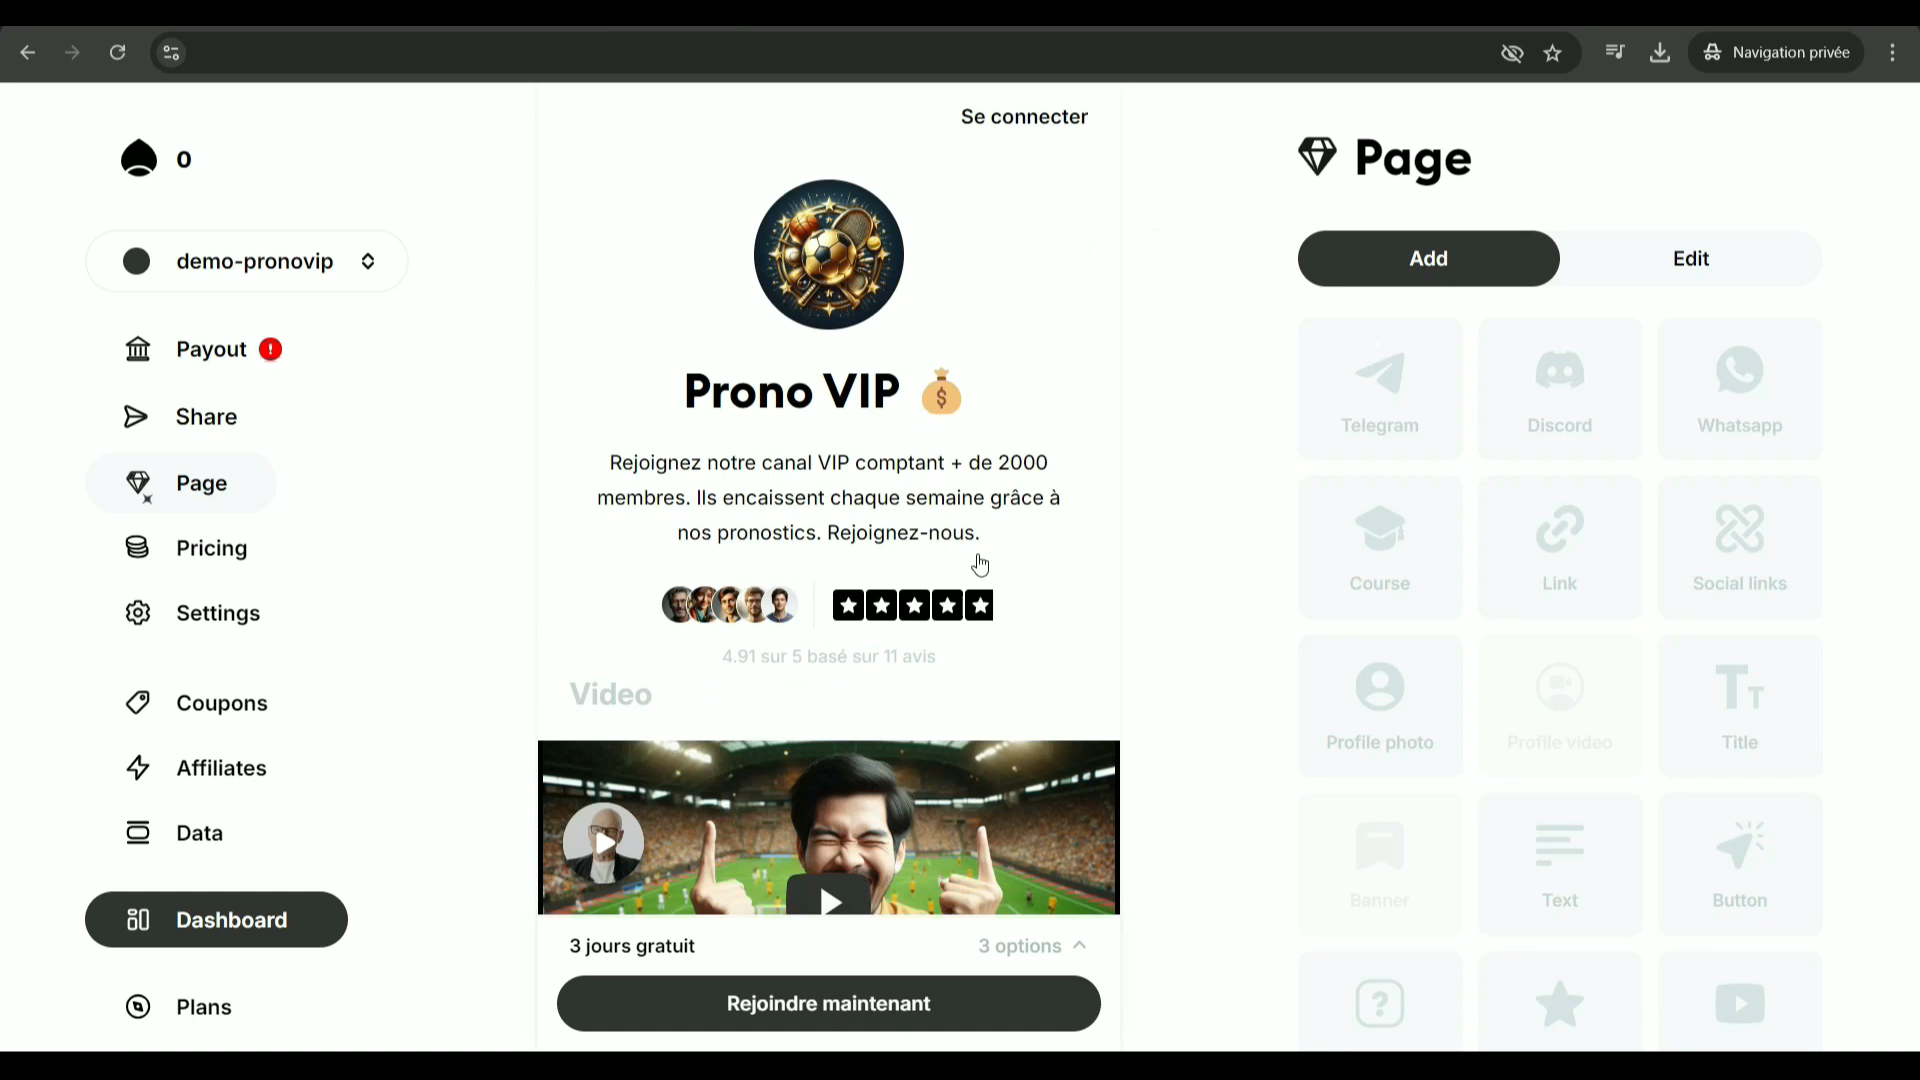 Navigation privée
0
demo-pronovip
Payout
Share
Page
Pricing
Settings
Coupons
Affiliates
Data
Dashboard
Plans
Se connecter
Prono VIP
Rejoignez notre canal VIP comptant + de 2000
membres. Ils encaissent chaque semaine grâce à
nos pronostics. Rejoignez-nous.
4.91 sur 5 basé sur 11 avis
Video
3 jours gratuit
3 options
Rejoindre maintenant
Page
Add
Edit
Telegram
Discord
Whatsapp
Course
Link
Social links
Profile photo
Profile video
Title
Banner
Text
Button